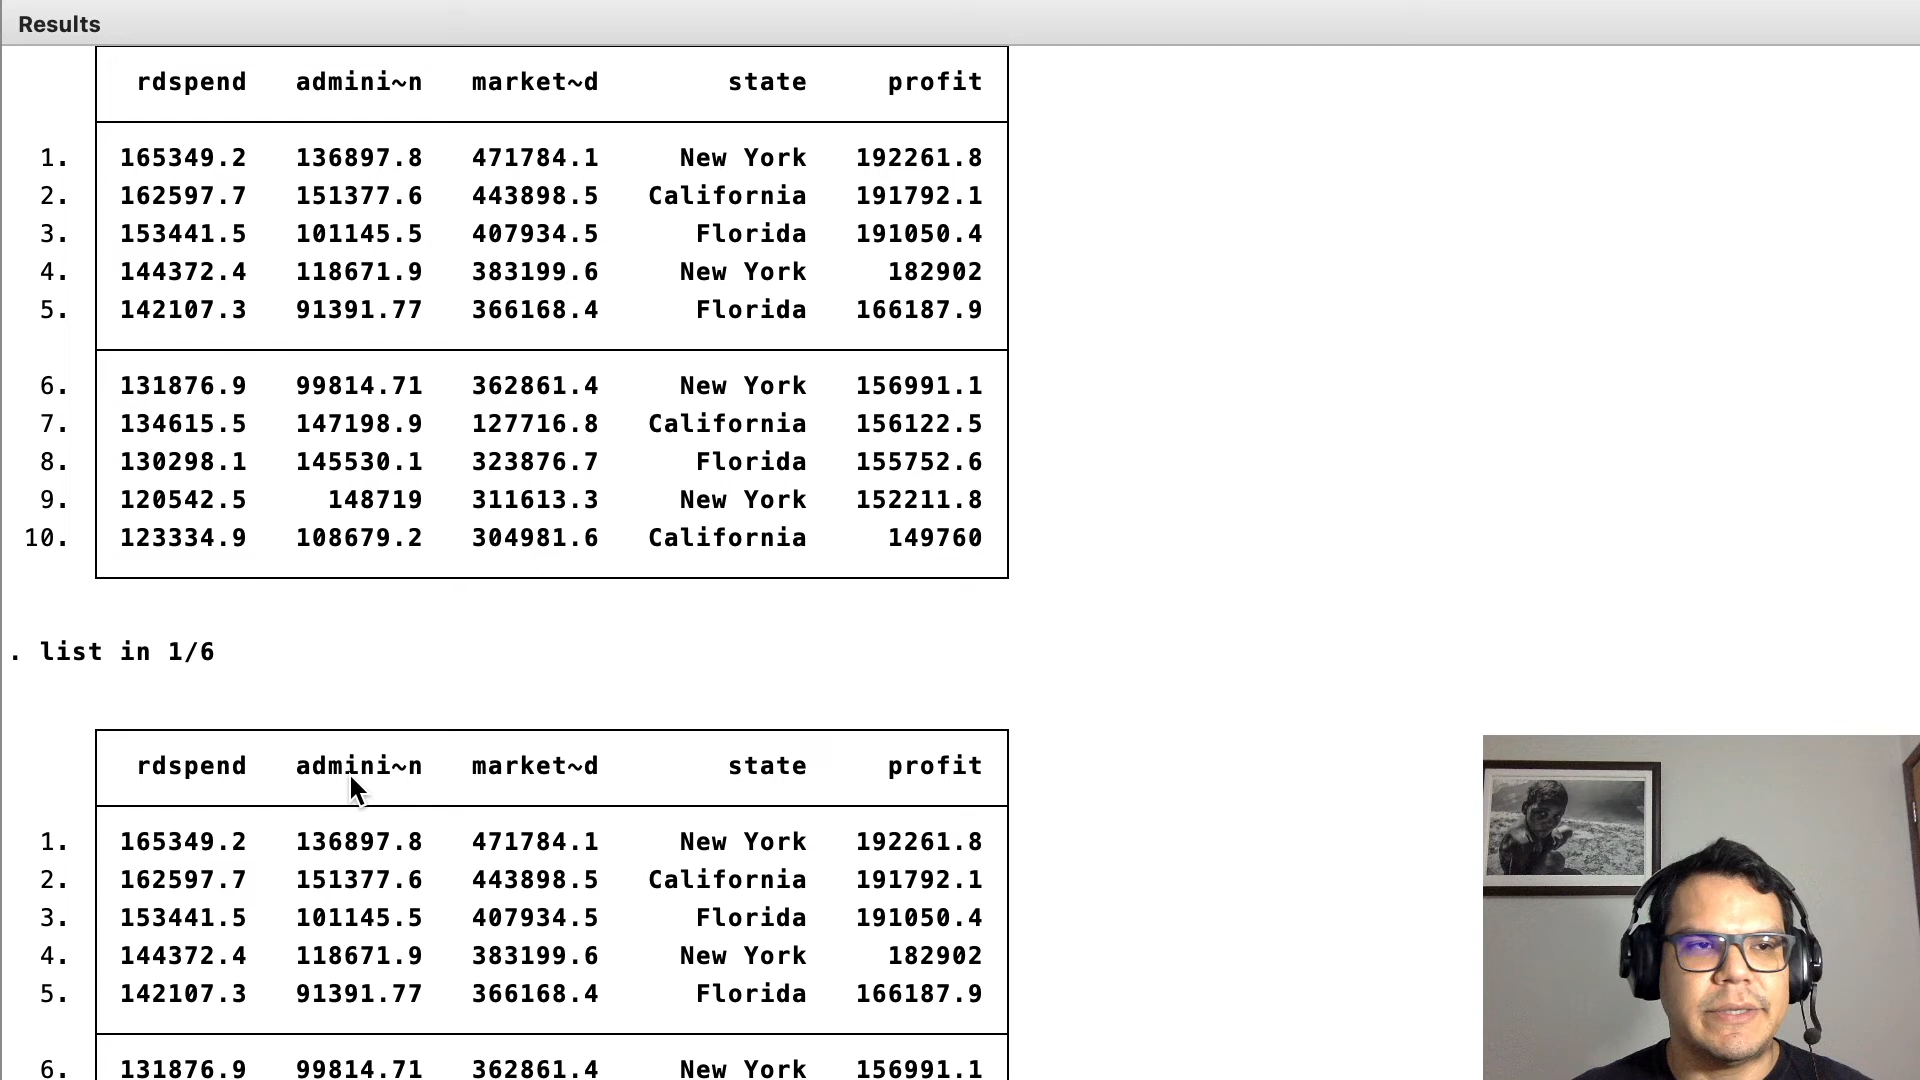 Results
rdspend admini~n market~d state profit
1. 165349.2 136897.8 471784.1 New York 192261.8
2. 162597.7 151377.6 443898.5 California 191792.1
3. 153441.5 101145.5 407934.5 Florida 191050.4
4. 144372.4 118671.9 383199.6 New York 182902
5. 142107.3 91391.77 366168.4 Florida 166187.9
6. 131876.9 99814.71 362861.4 New York 156991.1
7. 134615.5 147198.9 127716.8 California 156122.5
8. 130298.1 145530.1 323876.7 Florida 155752.6
9. 120542.5 148719 311613.3 New York 152211.8
10. 123334.9 108679.2 304981.6 California 149760
. list in 1/6
rdspend admini~n market~d state profit
1. 165349.2 136897.8 471784.1 New York 192261.8
2. 162597.7 151377.6 443898.5 California 191792.1
3. 153441.5 101145.5 407934.5 Florida 191050.4
4. 144372.4 118671.9 383199.6 New York 182902
5. 142107.3 91391.77 366168.4 Florida 166187.9
6. 131876.9 99814.71 362861.4 New York 156991.1